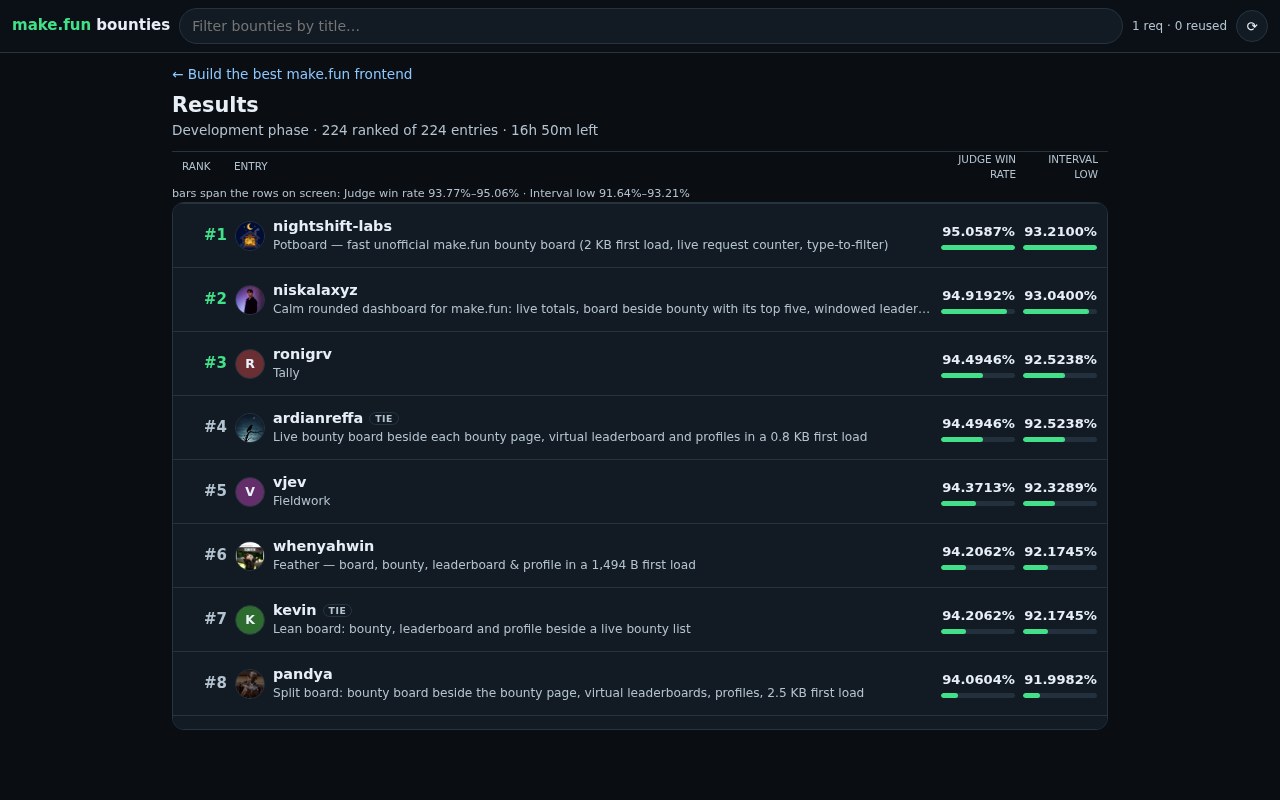 make.fun bounties
Filter bounties by title...
1 req · 0 reused
⟳
← Build the best make.fun frontend
Results
Development phase · 224 ranked of 224 entries · 16h 50m left
RANK ENTRY JUDGE WIN RATE INTERVAL LOW
bars span the rows on screen: Judge win rate 93.77%–95.06% · Interval low 91.64%–93.21%
#1 nightshift-labs 95.0587% 93.2100%
Potboard — fast unofficial make.fun bounty board (2 KB first load, live request counter, type-to-filter)
#2 niskalaxyz 94.9192% 93.0400%
Calm rounded dashboard for make.fun: live totals, board beside bounty with its top five, windowed leader...
#3 R ronigrv 94.4946% 92.5238%
Tally
#4 ardianreffa TIE 94.4946% 92.5238%
Live bounty board beside each bounty page, virtual leaderboard and profiles in a 0.8 KB first load
#5 V vjev 94.3713% 92.3289%
Fieldwork
#6 whenyahwin 94.2062% 92.1745%
Feather — board, bounty, leaderboard & profile in a 1,494 B first load
#7 K kevin TIE 94.2062% 92.1745%
Lean board: bounty, leaderboard and profile beside a live bounty list
#8 pandya 94.0604% 91.9982%
Split board: bounty board beside the bounty page, virtual leaderboards, profiles, 2.5 KB first load